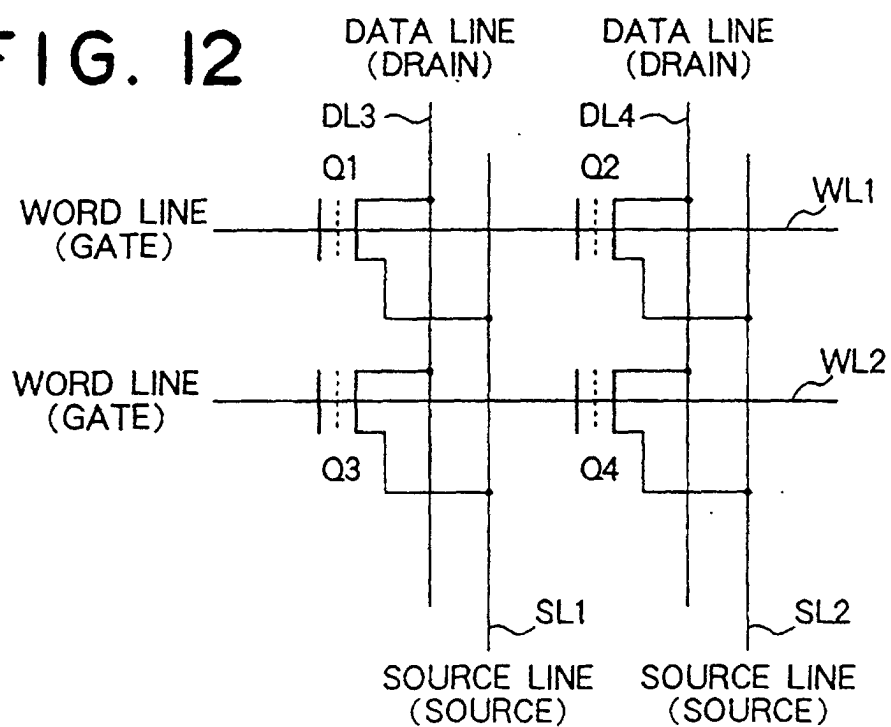 FIG. 12
DATA LINE
(DRAIN)
DATA LINE
(DRAIN)
DL3
DL4
Q1
Q2
WL1
WORD LINE
(GATE)
WL2
WORD LINE
(GATE)
Q3
Q4
SL1
SL2
SOURCE LINE
(SOURCE)
SOURCE LINE
(SOURCE)